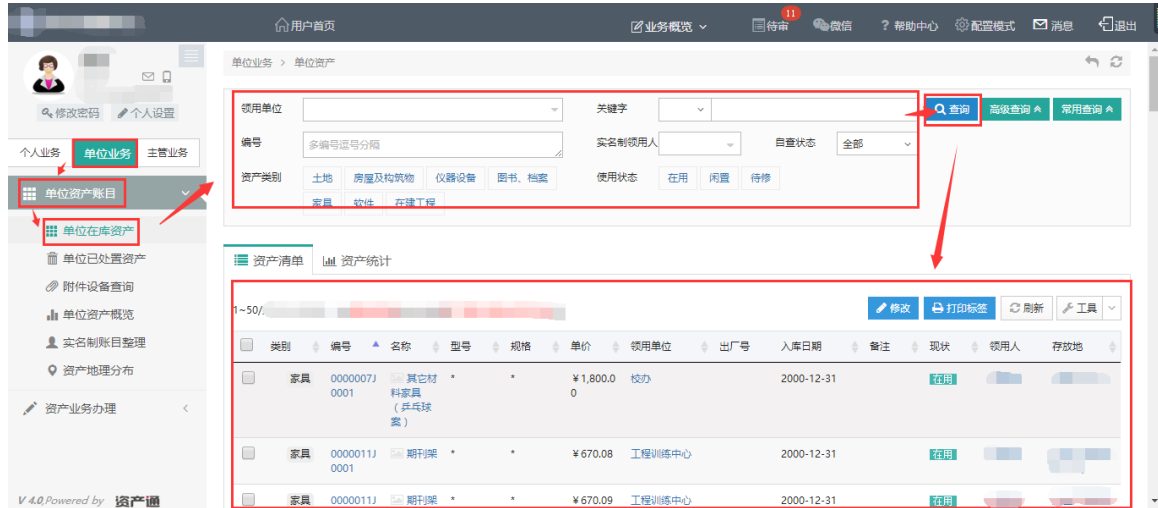 用户首页 业务概览 11 待审 微信 ? 帮助中心 配置模式 消息 退出
修改密码 个人设置
个人业务 单位业务 主管业务
单位资产账目
单位在库资产
单位已处置资产
附件设备查询
单位资产概览
实名制账目整理
资产地理分布
资产业务办理
V 4.0,Powered by 资产通
单位业务 > 单位资产
领用单位 关键字 查询 高级查询 常用查询
编号 多编号逗号分隔 实名制领用人 自查状态 全部
资产类别 土地 房屋及构筑物 仪器设备 图书、档案 使用状态 在用 闲置 待修
家具 软件 在建工程
资产清单 资产统计
1~50/ 修改 打印标签 刷新 工具
类别 编号 名称 型号 规格 单价 领用单位 出厂号 入库日期 备注 现状 领用人 存放地
家具 0000007J 其它材 * * ¥1,800.0 校办 2000-12-31 在用
0001 料家具 0
(乒乓球
案)
家具 0000011J 期刊架 * * ¥670.08 工程训练中心 2000-12-31 在用
0001
家具 0000011J 期刊架 * * ¥670.09 工程训练中心 2000-12-31 在用